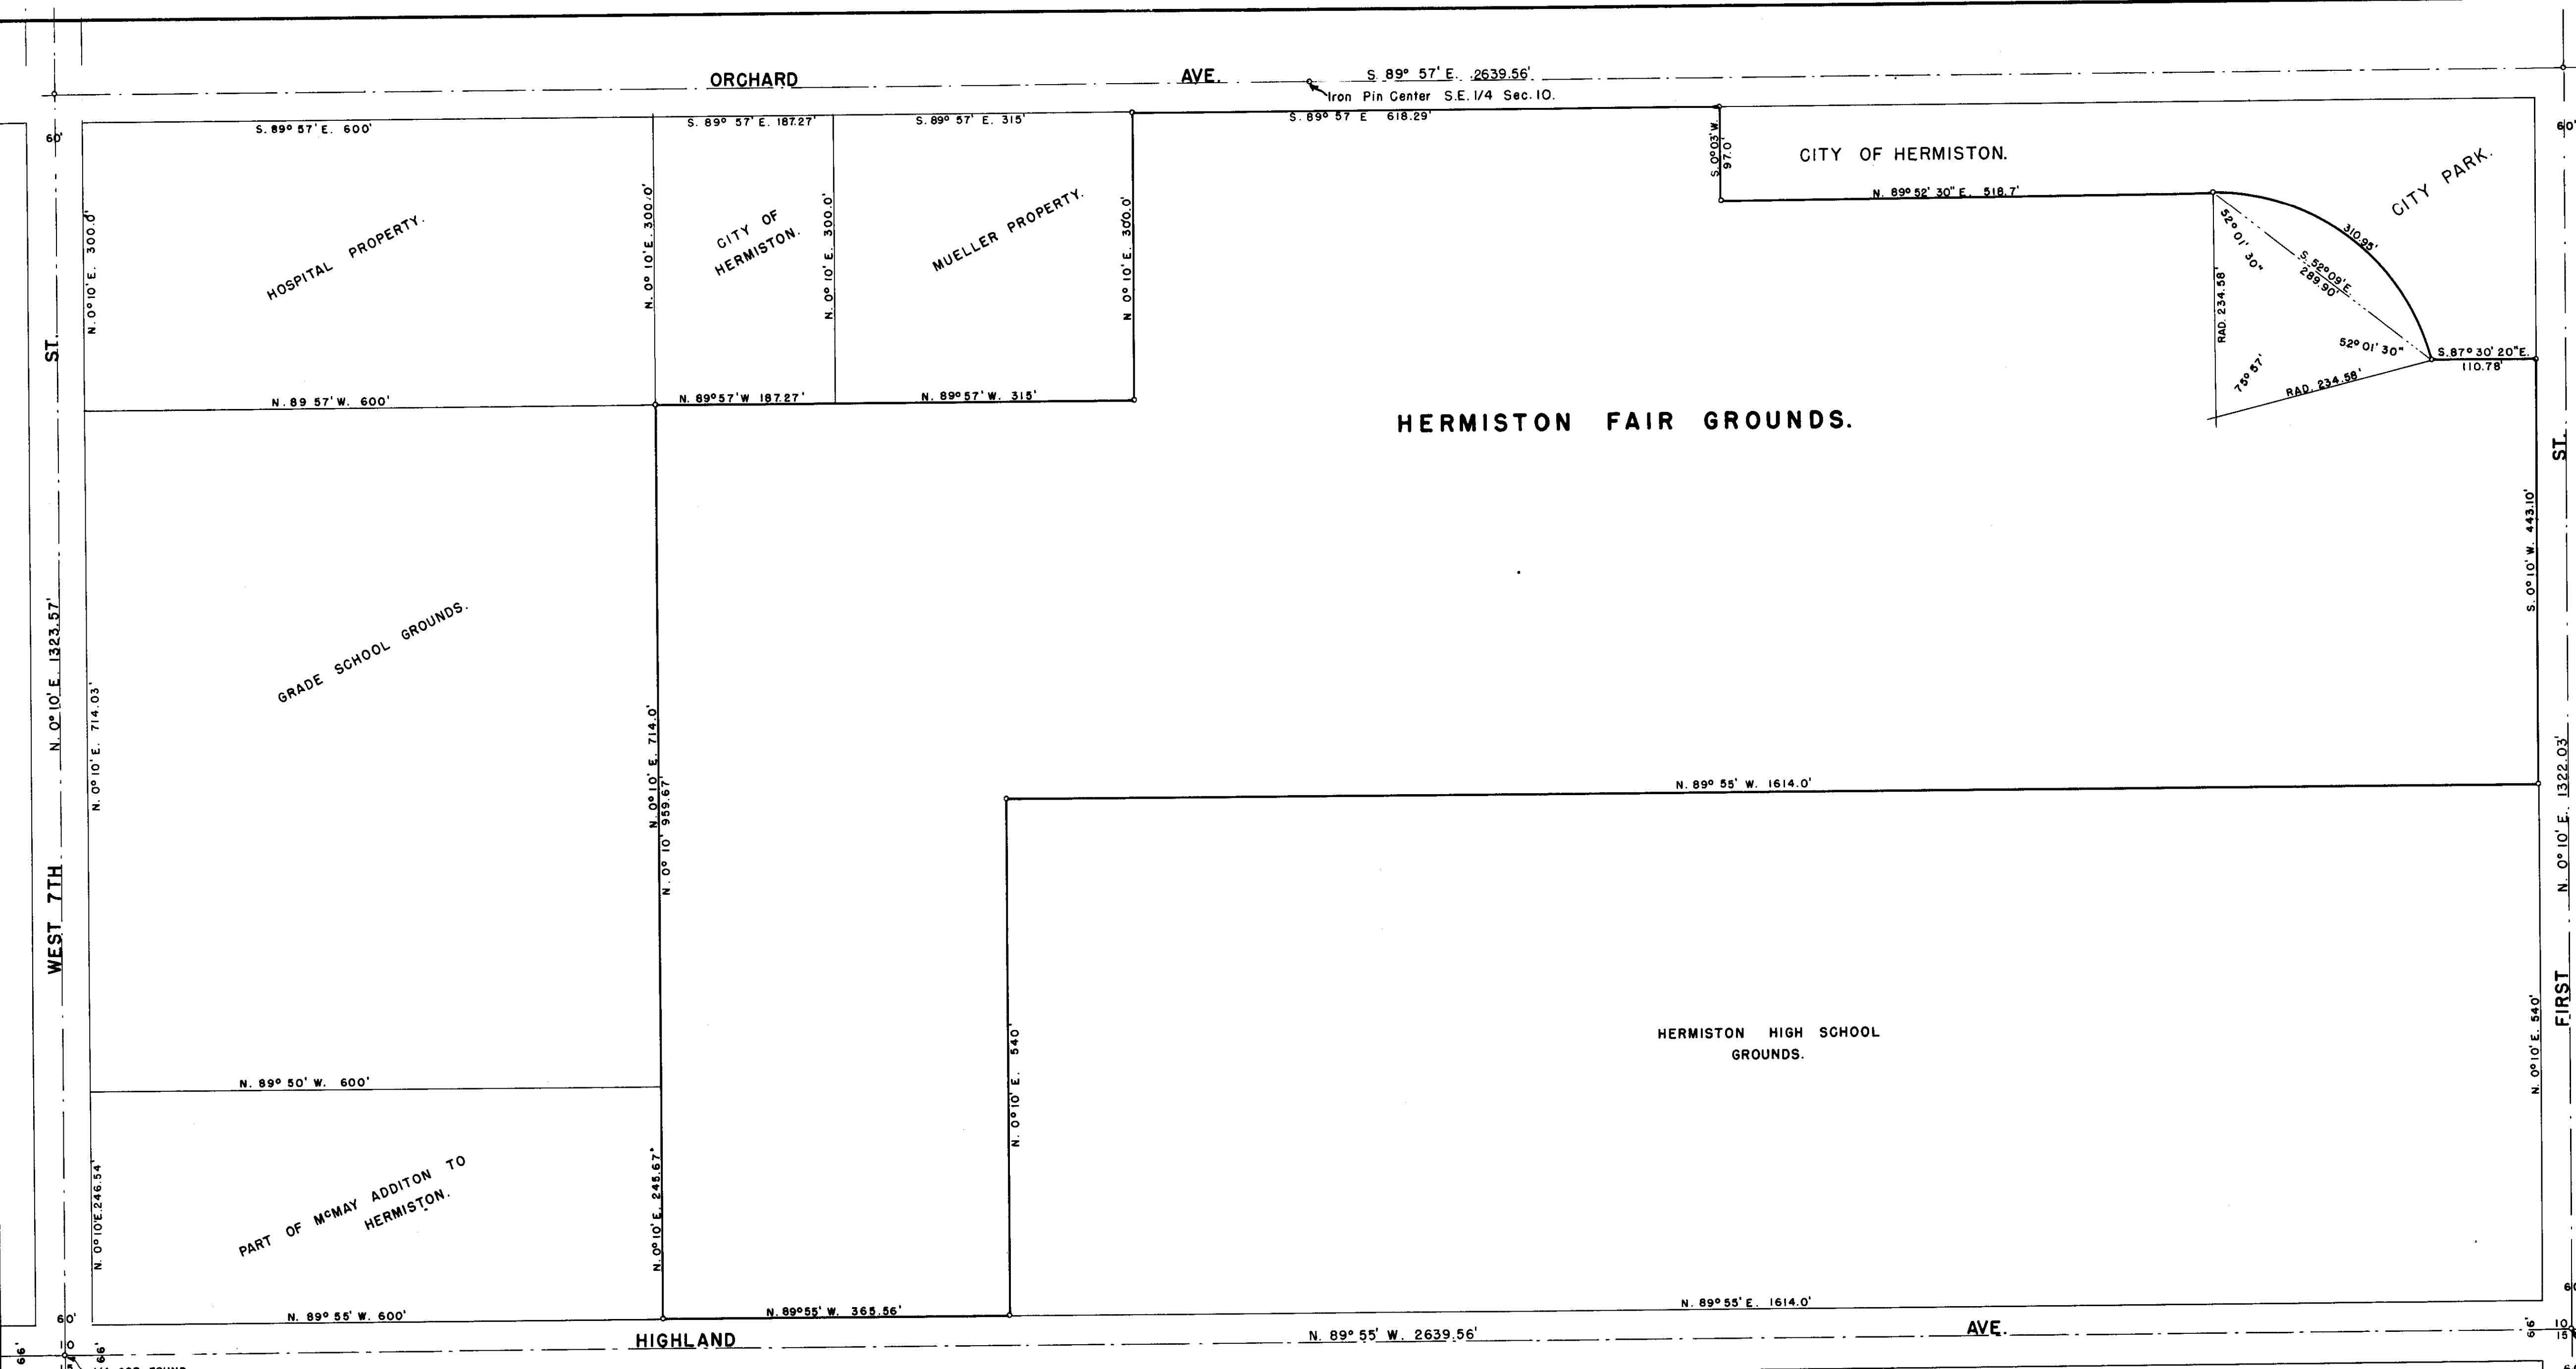 ORCHARD AVE.
S. 89° 57' E. 2639.56'
Iron Pin Center S.E. 1/4 Sec. 10.
60'
S. 89° 57' E. 600'
S. 89° 57' E. 187.27'
S. 89° 57' E. 315'
S. 89° 57 E 618.29'
60'
S. 0° 03' W.
97.0'
CITY OF HERMISTON.
N. 89° 52' 30" E. 518.7'
CITY PARK.
N. 0° 10' E. 300.0'
HOSPITAL PROPERTY.
N. 0° 10' E. 300.0'
CITY OF
HERMISTON.
N. 0° 10' E. 300.0'
MUELLER PROPERTY.
N 0° 10' E. 300.0'
52° 01' 30"
310.95'
S. 52° 09' E.
289.90'
RAD. 234.58'
52° 01' 30"
75° 57'
RAD. 234.58'
S. 87° 30' 20" E.
110.78'
N. 89 57' W. 600'
N. 89° 57' W 187.27'
N. 89° 57' W. 315'
HERMISTON FAIR GROUNDS.
WEST 7TH ST.
N. 0° 10' E. 1323.57'
N. 0° 10' E. 714.03'
GRADE SCHOOL GROUNDS.
N. 0° 10' E. 714.0'
N. 0° 10' 959.67'
S. 0° 10' W. 443.10'
FIRST ST.
N. 0° 10' E. 1322.03'
N. 89° 55' W. 1614.0'
N. 0° 10' E. 540'
HERMISTON HIGH SCHOOL
GROUNDS.
N. 0° 10' E. 540'
N. 89° 50' W. 600'
N. 0° 10' E. 246.54'
PART OF McMAY ADDITON TO
HERMISTON.
N. 0° 10' E. 245.67"
N. 89° 55' W. 600'
N. 89° 55' W. 365.56'
N. 89° 55' E. 1614.0'
60'
66'
10
66'
HIGHLAND AVE.
N. 89° 55' W. 2639.56'
66'
10
15